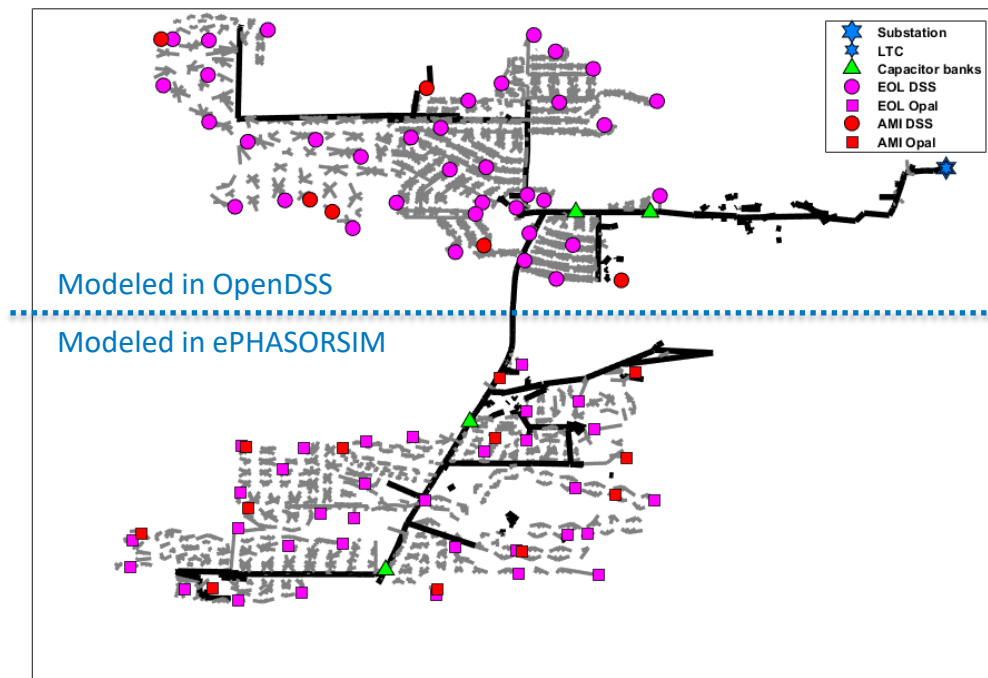 Substation
LTC
Capacitor banks
EOL DSS
EOL Opal
AMI DSS
AMI Opal
Modeled in OpenDSS
Modeled in ePHASORSIM